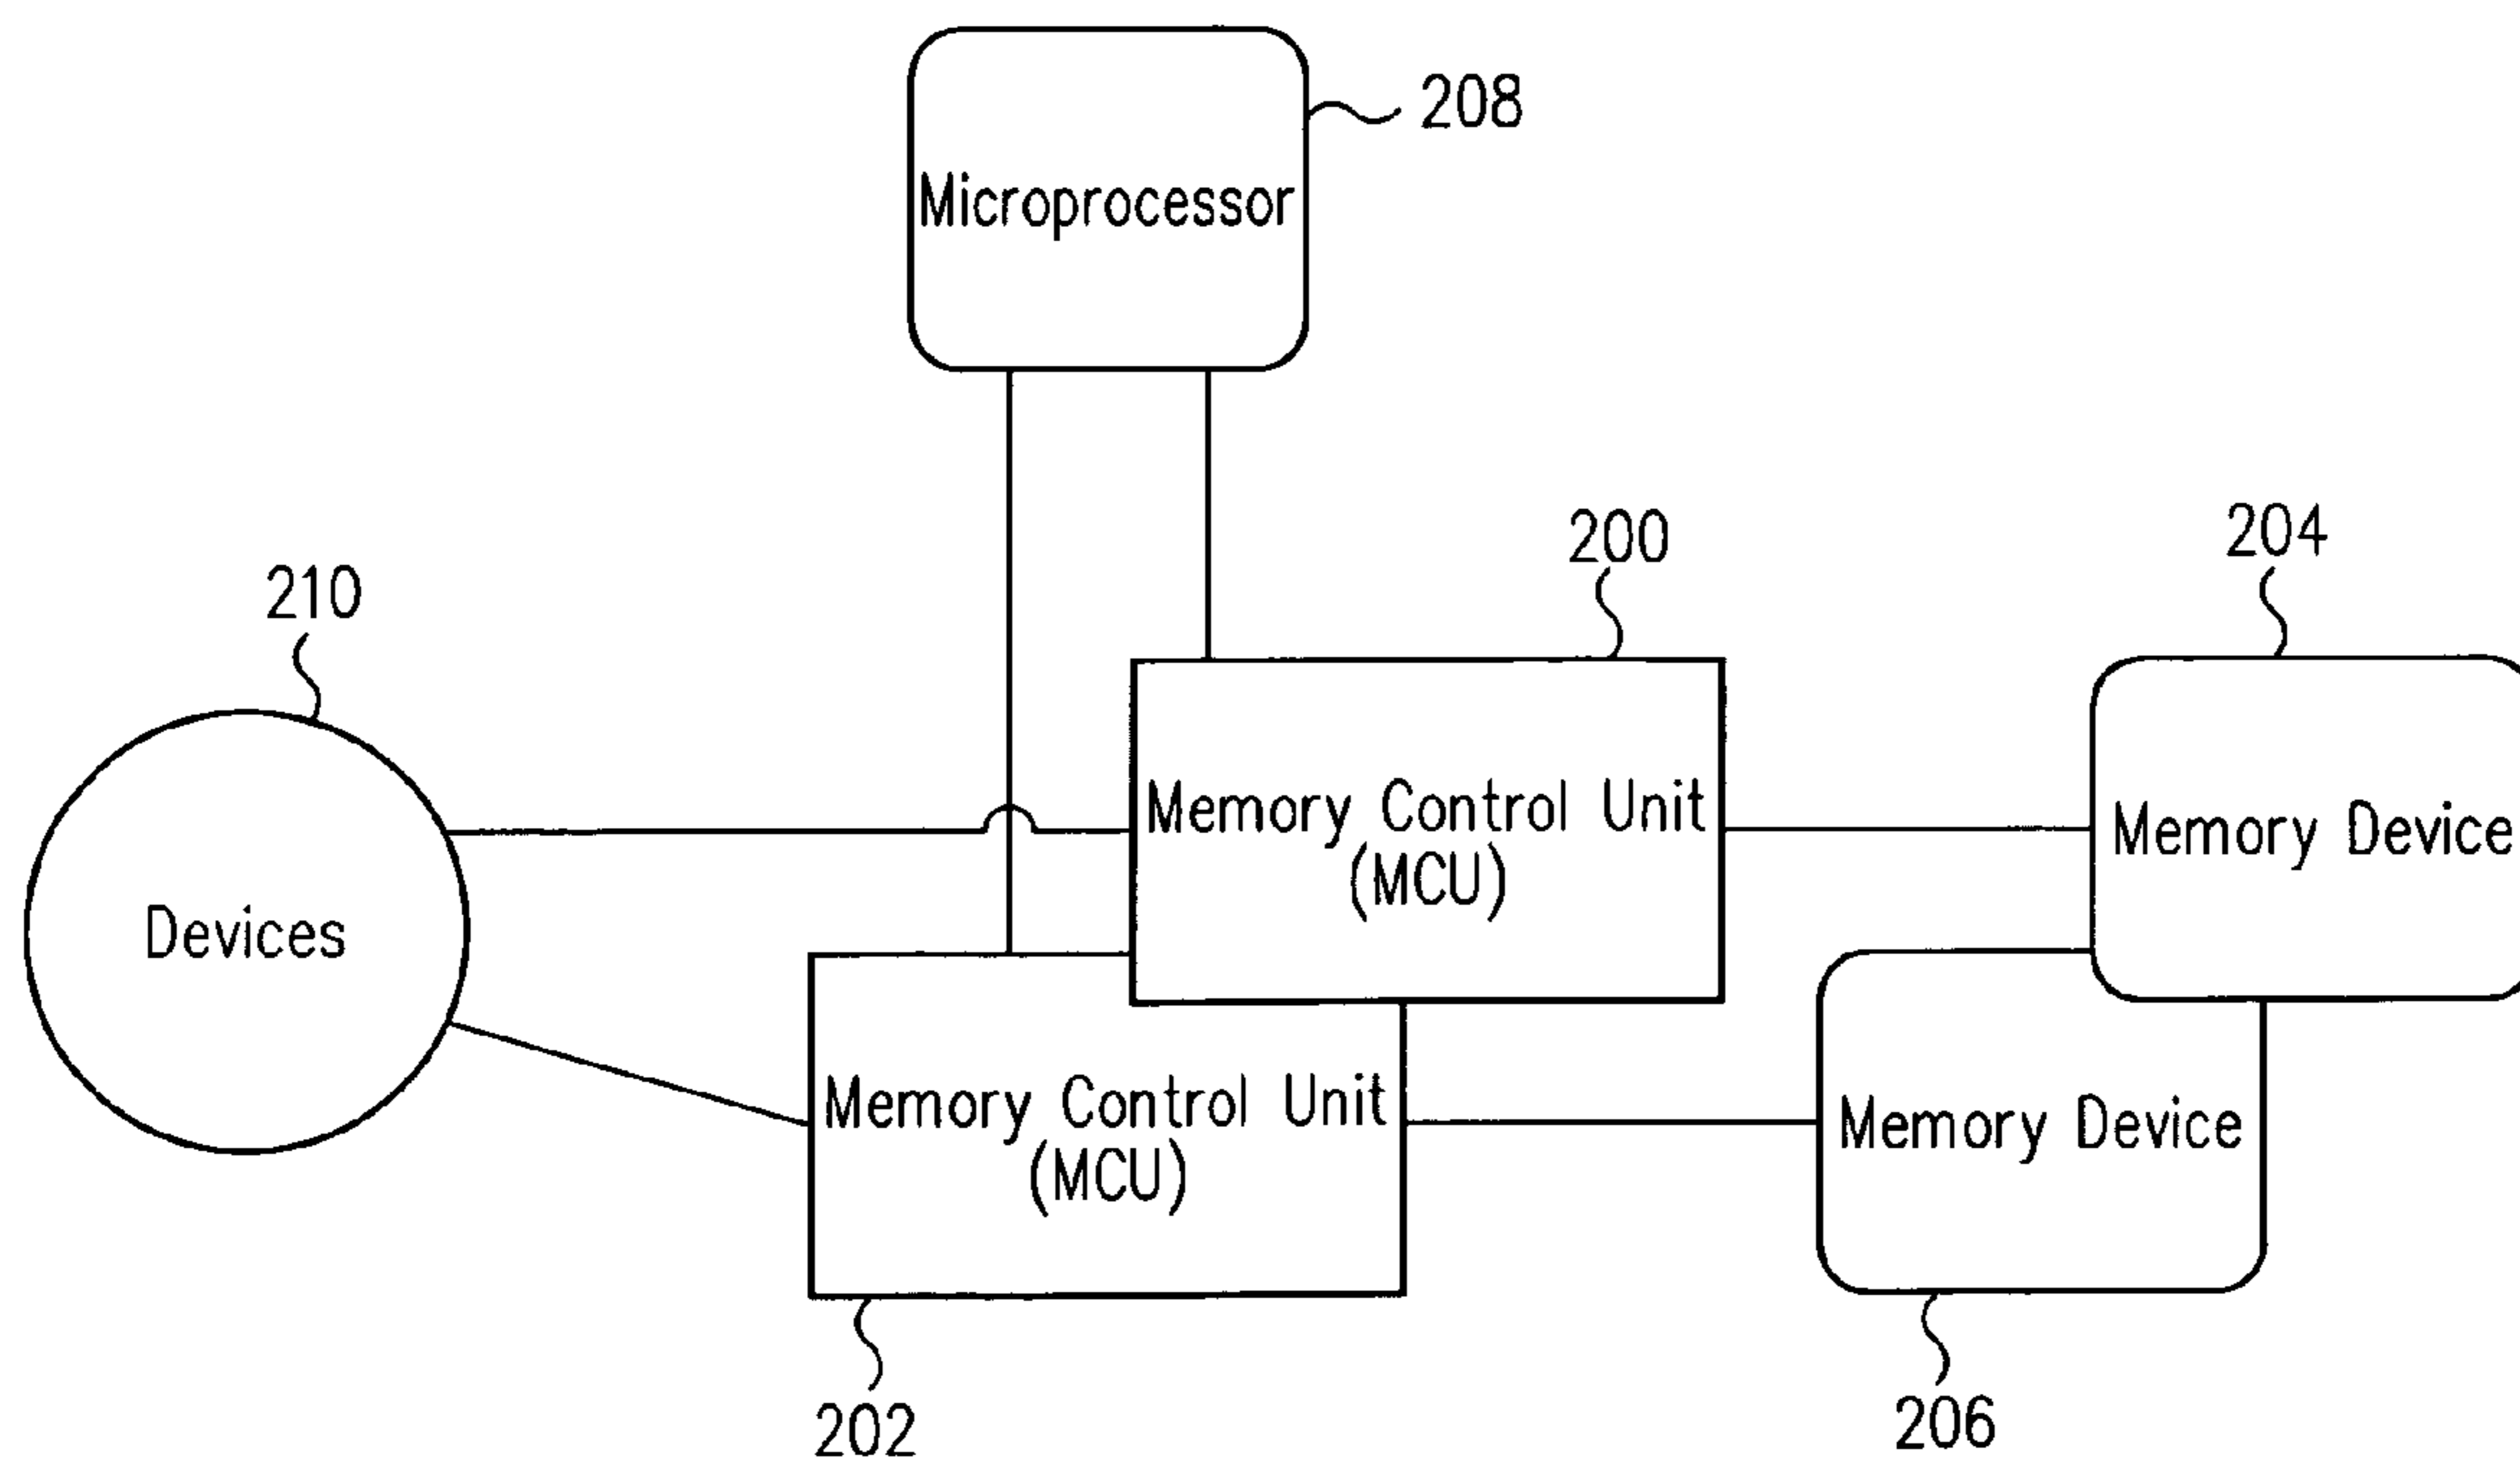 208
Microprocessor
200
204
210
Memory Control Unit
(MCU)
Memory Device
Devices
Memory Control Unit
(MCU)
Memory Device
202
206